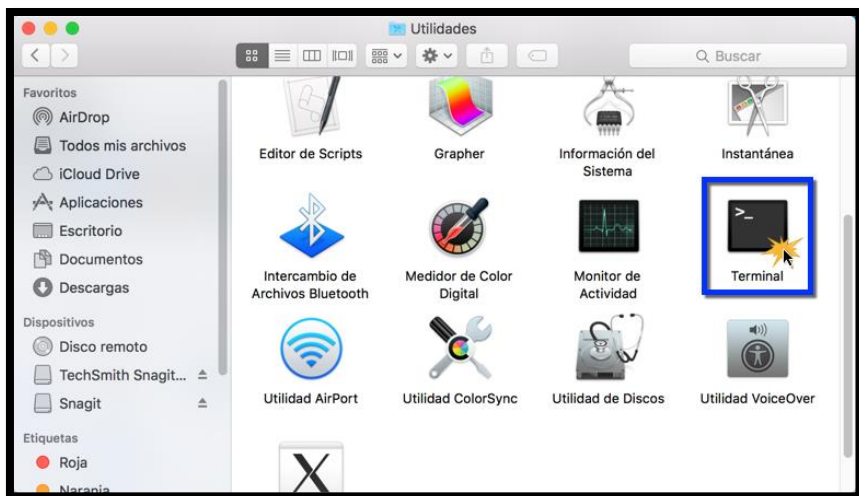 Utilidades
Buscar
Favoritos
AirDrop
Todos mis archivos
iCloud Drive
Aplicaciones
Escritorio
Documentos
Descargas
Dispositivos
Disco remoto
TechSmith Snagit...
Snagit
Etiquetas
Roja
Naranja
Editor de Scripts
Grapher
Información del
Sistema
Instantánea
Intercambio de
Archivos Bluetooth
Medidor de Color
Digital
Monitor de
Actividad
>_
Terminal
Utilidad AirPort
Utilidad ColorSync
Utilidad de Discos
Utilidad VoiceOver
X